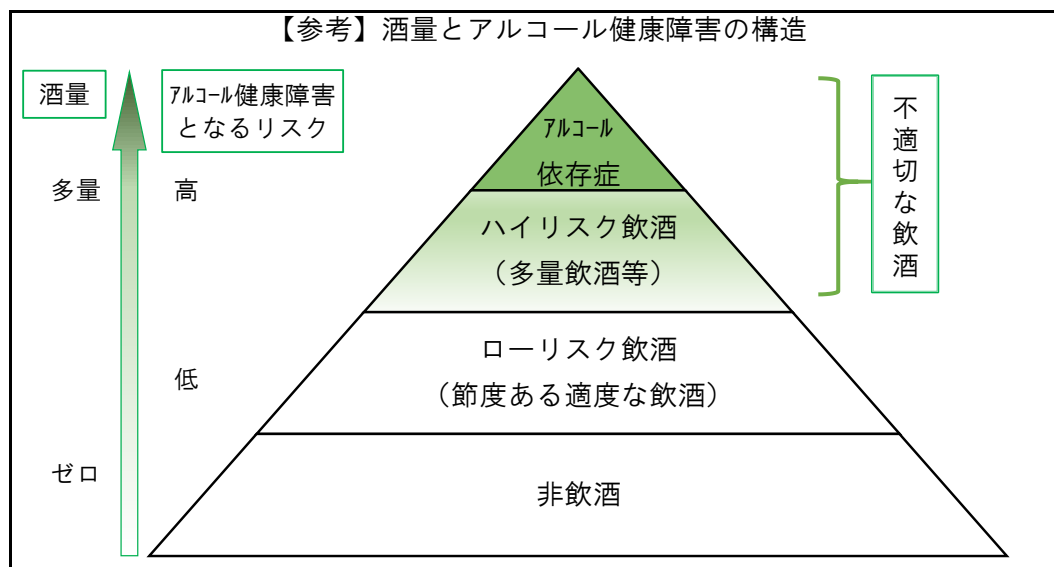 【参考】酒量とアルコール健康障害の構造
酒量
ｱﾙｺｰﾙ健康障害
となるリスク
多量
高
低
ゼロ
ｱﾙｺｰﾙ
依存症
ハイリスク飲酒
（多量飲酒等）
ローリスク飲酒
（節度ある適度な飲酒）
非飲酒
不適切な飲酒